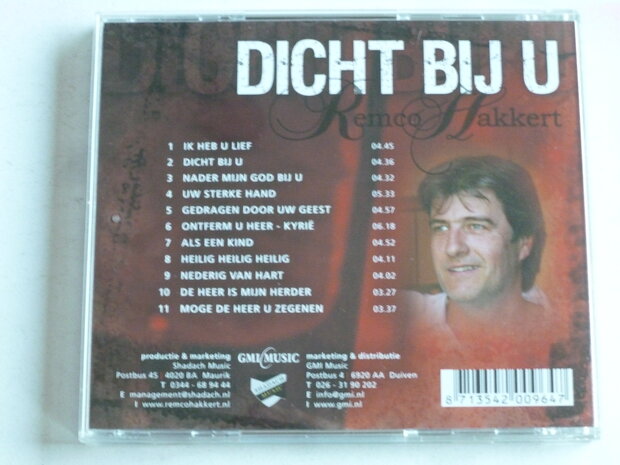 DICHT BIJ U
Remco Hakkert
1 IK HEB U LIEF 04.45
2 DICHT BIJ U 04.36
3 NADER MIJN GOD BIJ U 04.32
4 UW STERKE HAND 05.33
5 GEDRAGEN DOOR UW GEEST 04.57
6 ONTFERM U HEER - KYRIË 06.18
7 ALS EEN KIND 04.52
8 HEILIG HEILIG HEILIG 04.11
9 NEDERIG VAN HART 04.02
10 DE HEER IS MIJN HERDER 03.27
11 MOGE DE HEER U ZEGENEN 03.37
productie & marketing
Shadach Music
Postbus 45 4020 BA Maurik
T 0344 - 68 94 44
E management@shadach.nl
I www.remcohakkert.nl
GMI MUSIC
marketing & distributie
GMI Music
Postbus 4 6920 AA Duiven
T 026 - 31 90 202
E info@gmi.nl
I www.gmi.nl
8 713542 009647